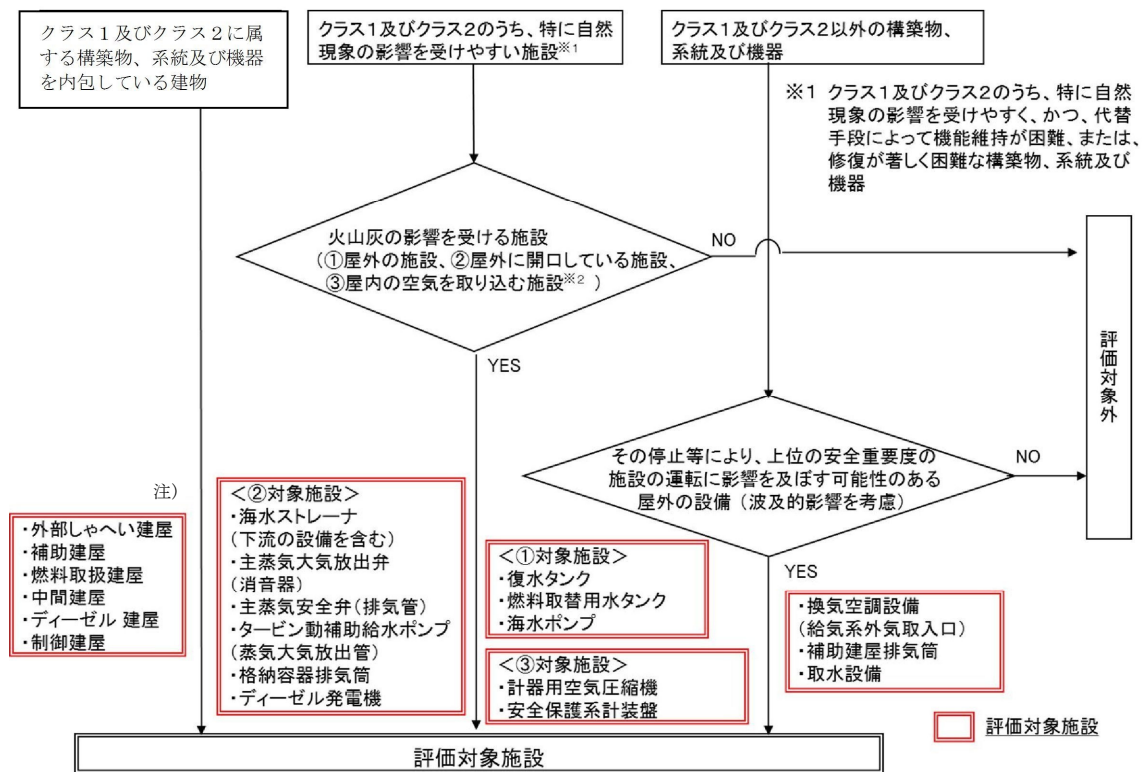 クラス1及びクラス2に属
する構築物、系統及び機器
を内包している建物
クラス1及びクラス2のうち、特に自然
現象の影響を受けやすい施設※1
クラス1及びクラス2以外の構築物、
系統及び機器
※1 クラス1及びクラス2のうち、特に自然
現象の影響を受けやすく、かつ、代替
手段によって機能維持が困難、または、
修復が著しく困難な構築物、系統及び
機器
火山灰の影響を受ける施設
(①屋外の施設、②屋外に開口している施設、
③屋内の空気を取り込む施設※2 )
NO
YES
評価対象外
その停止等により、上位の安全重要度の
施設の運転に影響を及ぼす可能性のある
屋外の設備(波及的影響を考慮)
NO
YES
注)
・外部しゃへい建屋
・補助建屋
・燃料取扱建屋
・中間建屋
・ディーゼル 建屋
・制御建屋
<②対象施設>
・海水ストレーナ
(下流の設備を含む)
・主蒸気大気放出弁
(消音器)
・主蒸気安全弁(排気管)
・タービン動補助給水ポンプ
(蒸気大気放出管)
・格納容器排気筒
・ディーゼル発電機
<①対象施設>
・復水タンク
・燃料取替用水タンク
・海水ポンプ
<③対象施設>
・計器用空気圧縮機
・安全保護系計装盤
・換気空調設備
(給気系外気取入口)
・補助建屋排気筒
・取水設備
評価対象施設
評価対象施設